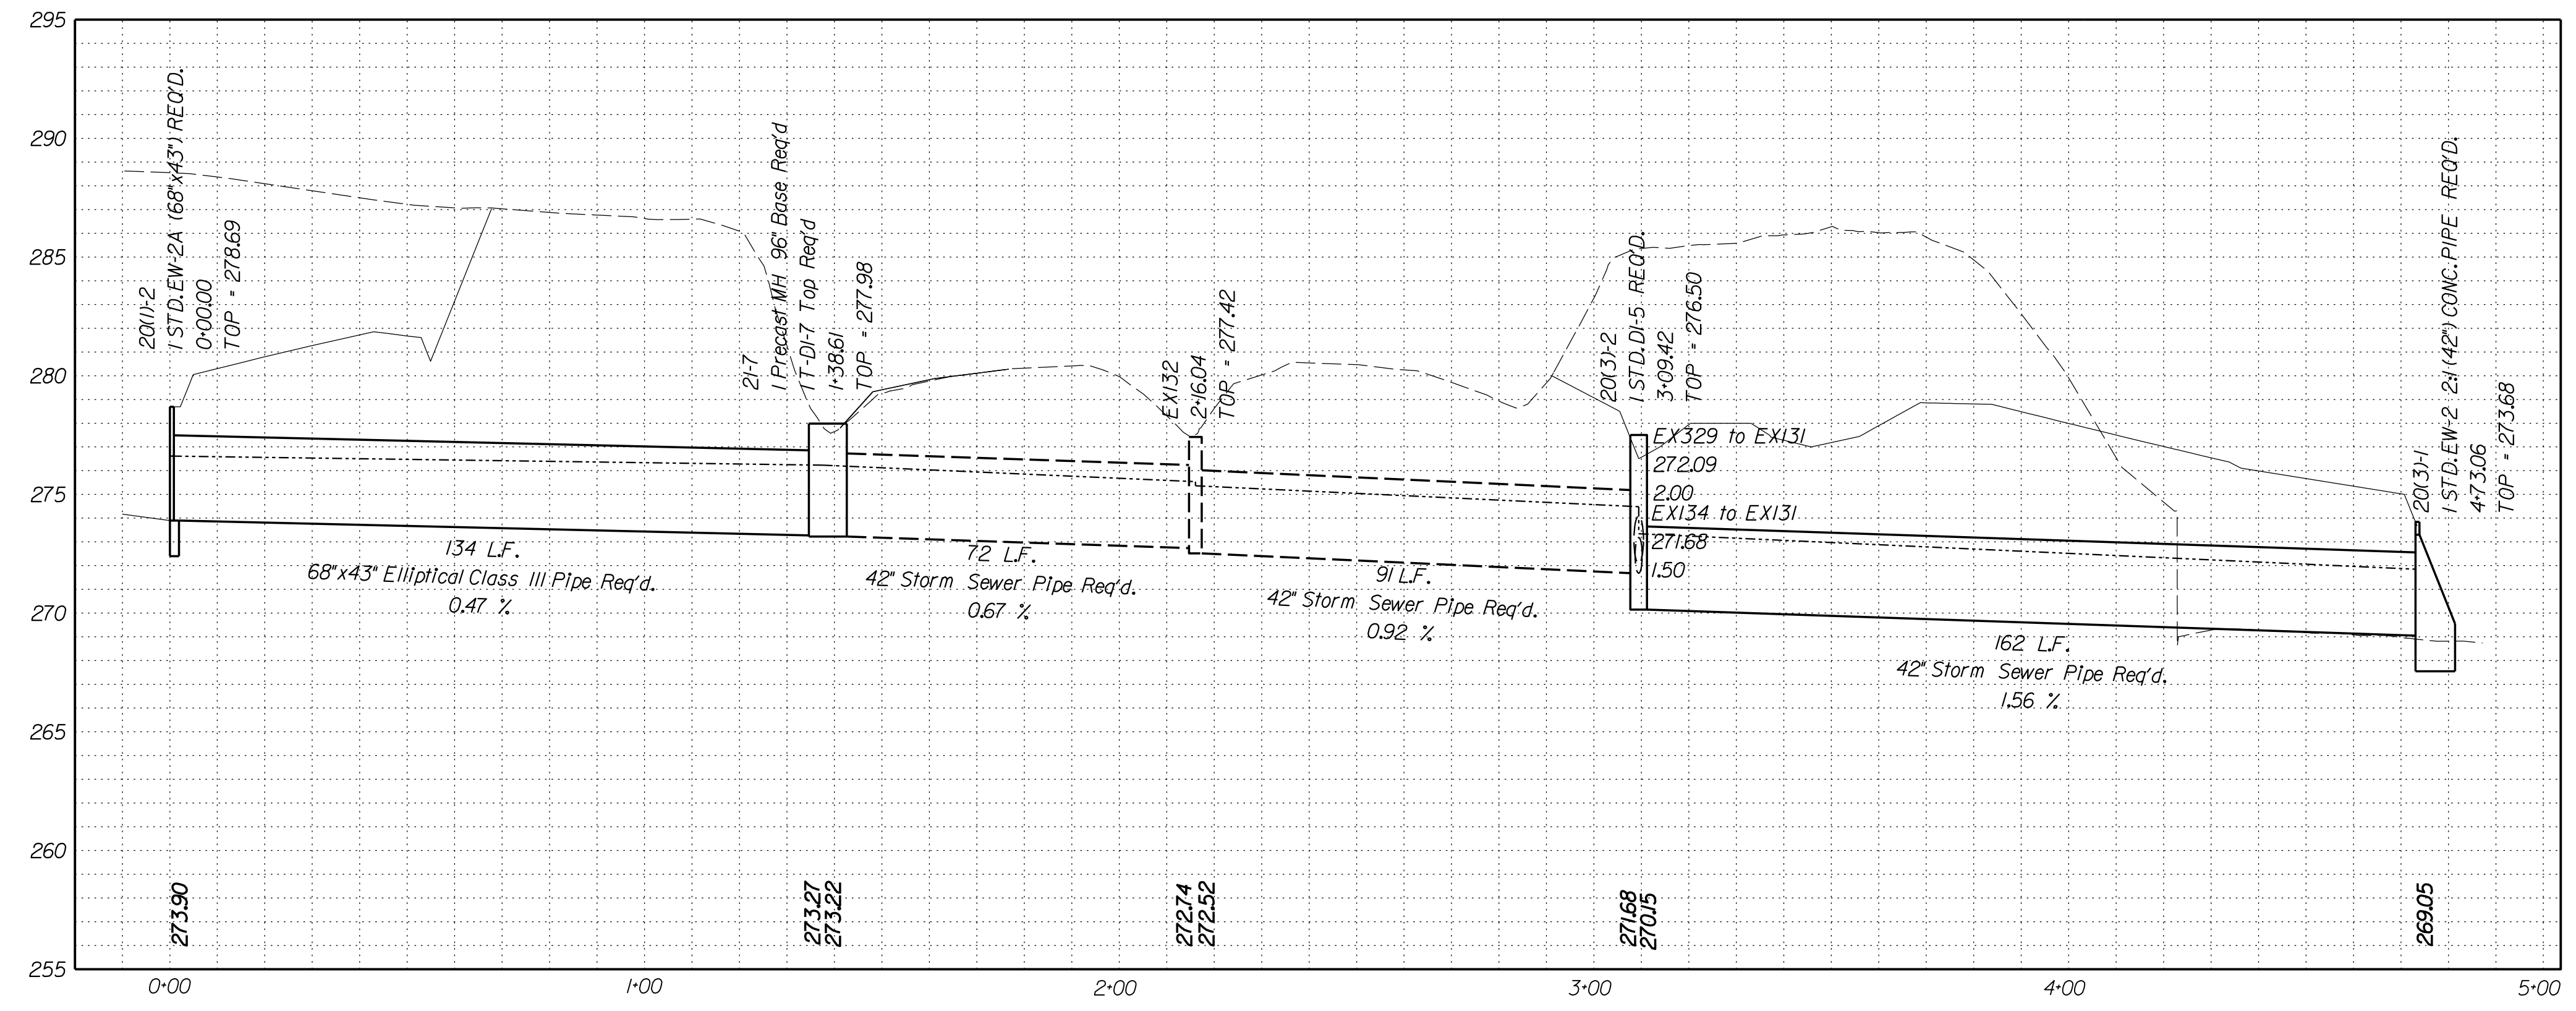 295
290
285
280
275
270
265
260
255
20(1)-2
1 STD. EW-2A (68"x43") REQ'D.
0+00.00
TOP = 278.69
21-7
1 Precast MH 96" Base Req'd
1 T-DI-7 Top Req'd
1+38.61
TOP = 277.98
EX132
2+16.04
TOP = 277.42
20(3)-2
1 STD. DI-5 REQ'D.
3+09.42
TOP = 276.50
EX329 to EX131
272.09
2.00
EX134 to EX131
271.68
1.50
20(3)-1
1 STD. EW-2 2:1 (42") CONC. PIPE REQ'D.
4+73.06
TOP = 273.68
134 L.F.
68"x43" Elliptical Class III Pipe Req'd.
0.47 %
72 L.F.
42" Storm Sewer Pipe Req'd.
0.67 %
91 L.F.
42" Storm Sewer Pipe Req'd.
0.92 %
162 L.F.
42" Storm Sewer Pipe Req'd.
1.56 %
273.90
273.27
273.22
272.74
272.52
271.68
270.15
269.05
0+00
1+00
2+00
3+00
4+00
5+00